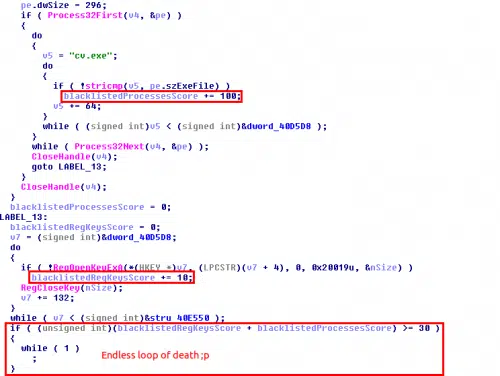 pe.dwSize = 296;
if ( Process32First(v4, &pe) )
{
do
{
v5 = "cv.exe";
do
{
if ( !stricmp(v5, pe.szExeFile) )
blacklistedProcessesScore += 100;
v5 += 64;
}
while ( (signed int)v5 < (signed int)&dword_40D5D8 );
}
while ( Process32Next(v4, &pe) );
CloseHandle(v4);
goto LABEL_13;
}
CloseHandle(v4);
}
blacklistedProcessesScore = 0;
LABEL_13:
blacklistedRegKeysScore = 0;
v7 = (signed int)&dword_40D5D8;
do
{
if ( !RegOpenKeyExA(*(HKEY *)v7, (LPCSTR)(v7 + 4), 0, 0x20019u, &nSize) )
blacklistedRegKeysScore += 10;
RegCloseKey(nSize);
v7 += 132;
}
while ( v7 < (signed int)&stru_40E550 );
if ( (unsigned int)(blacklistedRegKeysScore + blacklistedProcessesScore) >= 30 )
{
while ( 1 )
;
Endless loop of death ;p
}